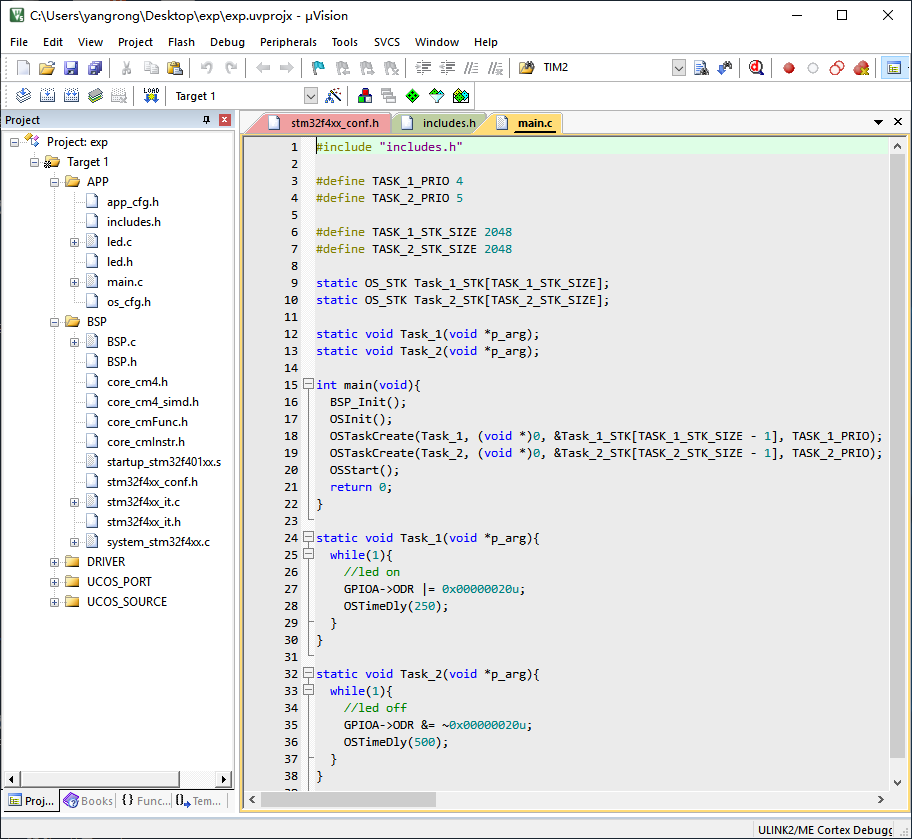 C:\Users\yangrong\Desktop\exp\exp.uvprojx - µVision
File Edit View Project Flash Debug Peripherals Tools SVCS Window Help
TIM2
LOAD Target 1
Project
Project: exp
Target 1
APP
app_cfg.h
includes.h
led.c
led.h
main.c
os_cfg.h
BSP
BSP.c
BSP.h
core_cm4.h
core_cm4_simd.h
core_cmFunc.h
core_cmInstr.h
startup_stm32f401xx.s
stm32f4xx_conf.h
stm32f4xx_it.c
stm32f4xx_it.h
system_stm32f4xx.c
DRIVER
UCOS_PORT
UCOS_SOURCE
Proj... Books {} Func... Tem...
stm32f4xx_conf.h includes.h main.c
1 #include "includes.h"
2
3 #define TASK_1_PRIO 4
4 #define TASK_2_PRIO 5
5
6 #define TASK_1_STK_SIZE 2048
7 #define TASK_2_STK_SIZE 2048
8
9 static OS_STK Task_1_STK[TASK_1_STK_SIZE];
10 static OS_STK Task_2_STK[TASK_2_STK_SIZE];
11
12 static void Task_1(void *p_arg);
13 static void Task_2(void *p_arg);
14
15 int main(void){
16 BSP_Init();
17 OSInit();
18 OSTaskCreate(Task_1, (void *)0, &Task_1_STK[TASK_1_STK_SIZE - 1], TASK_1_PRIO);
19 OSTaskCreate(Task_2, (void *)0, &Task_2_STK[TASK_2_STK_SIZE - 1], TASK_2_PRIO);
20 OSStart();
21 return 0;
22 }
23
24 static void Task_1(void *p_arg){
25 while(1){
26 //led on
27 GPIOA->ODR |= 0x00000020u;
28 OSTimeDly(250);
29 }
30 }
31
32 static void Task_2(void *p_arg){
33 while(1){
34 //led off
35 GPIOA->ODR &= ~0x00000020u;
36 OSTimeDly(500);
37 }
38 }
ULINK2/ME Cortex Debugg